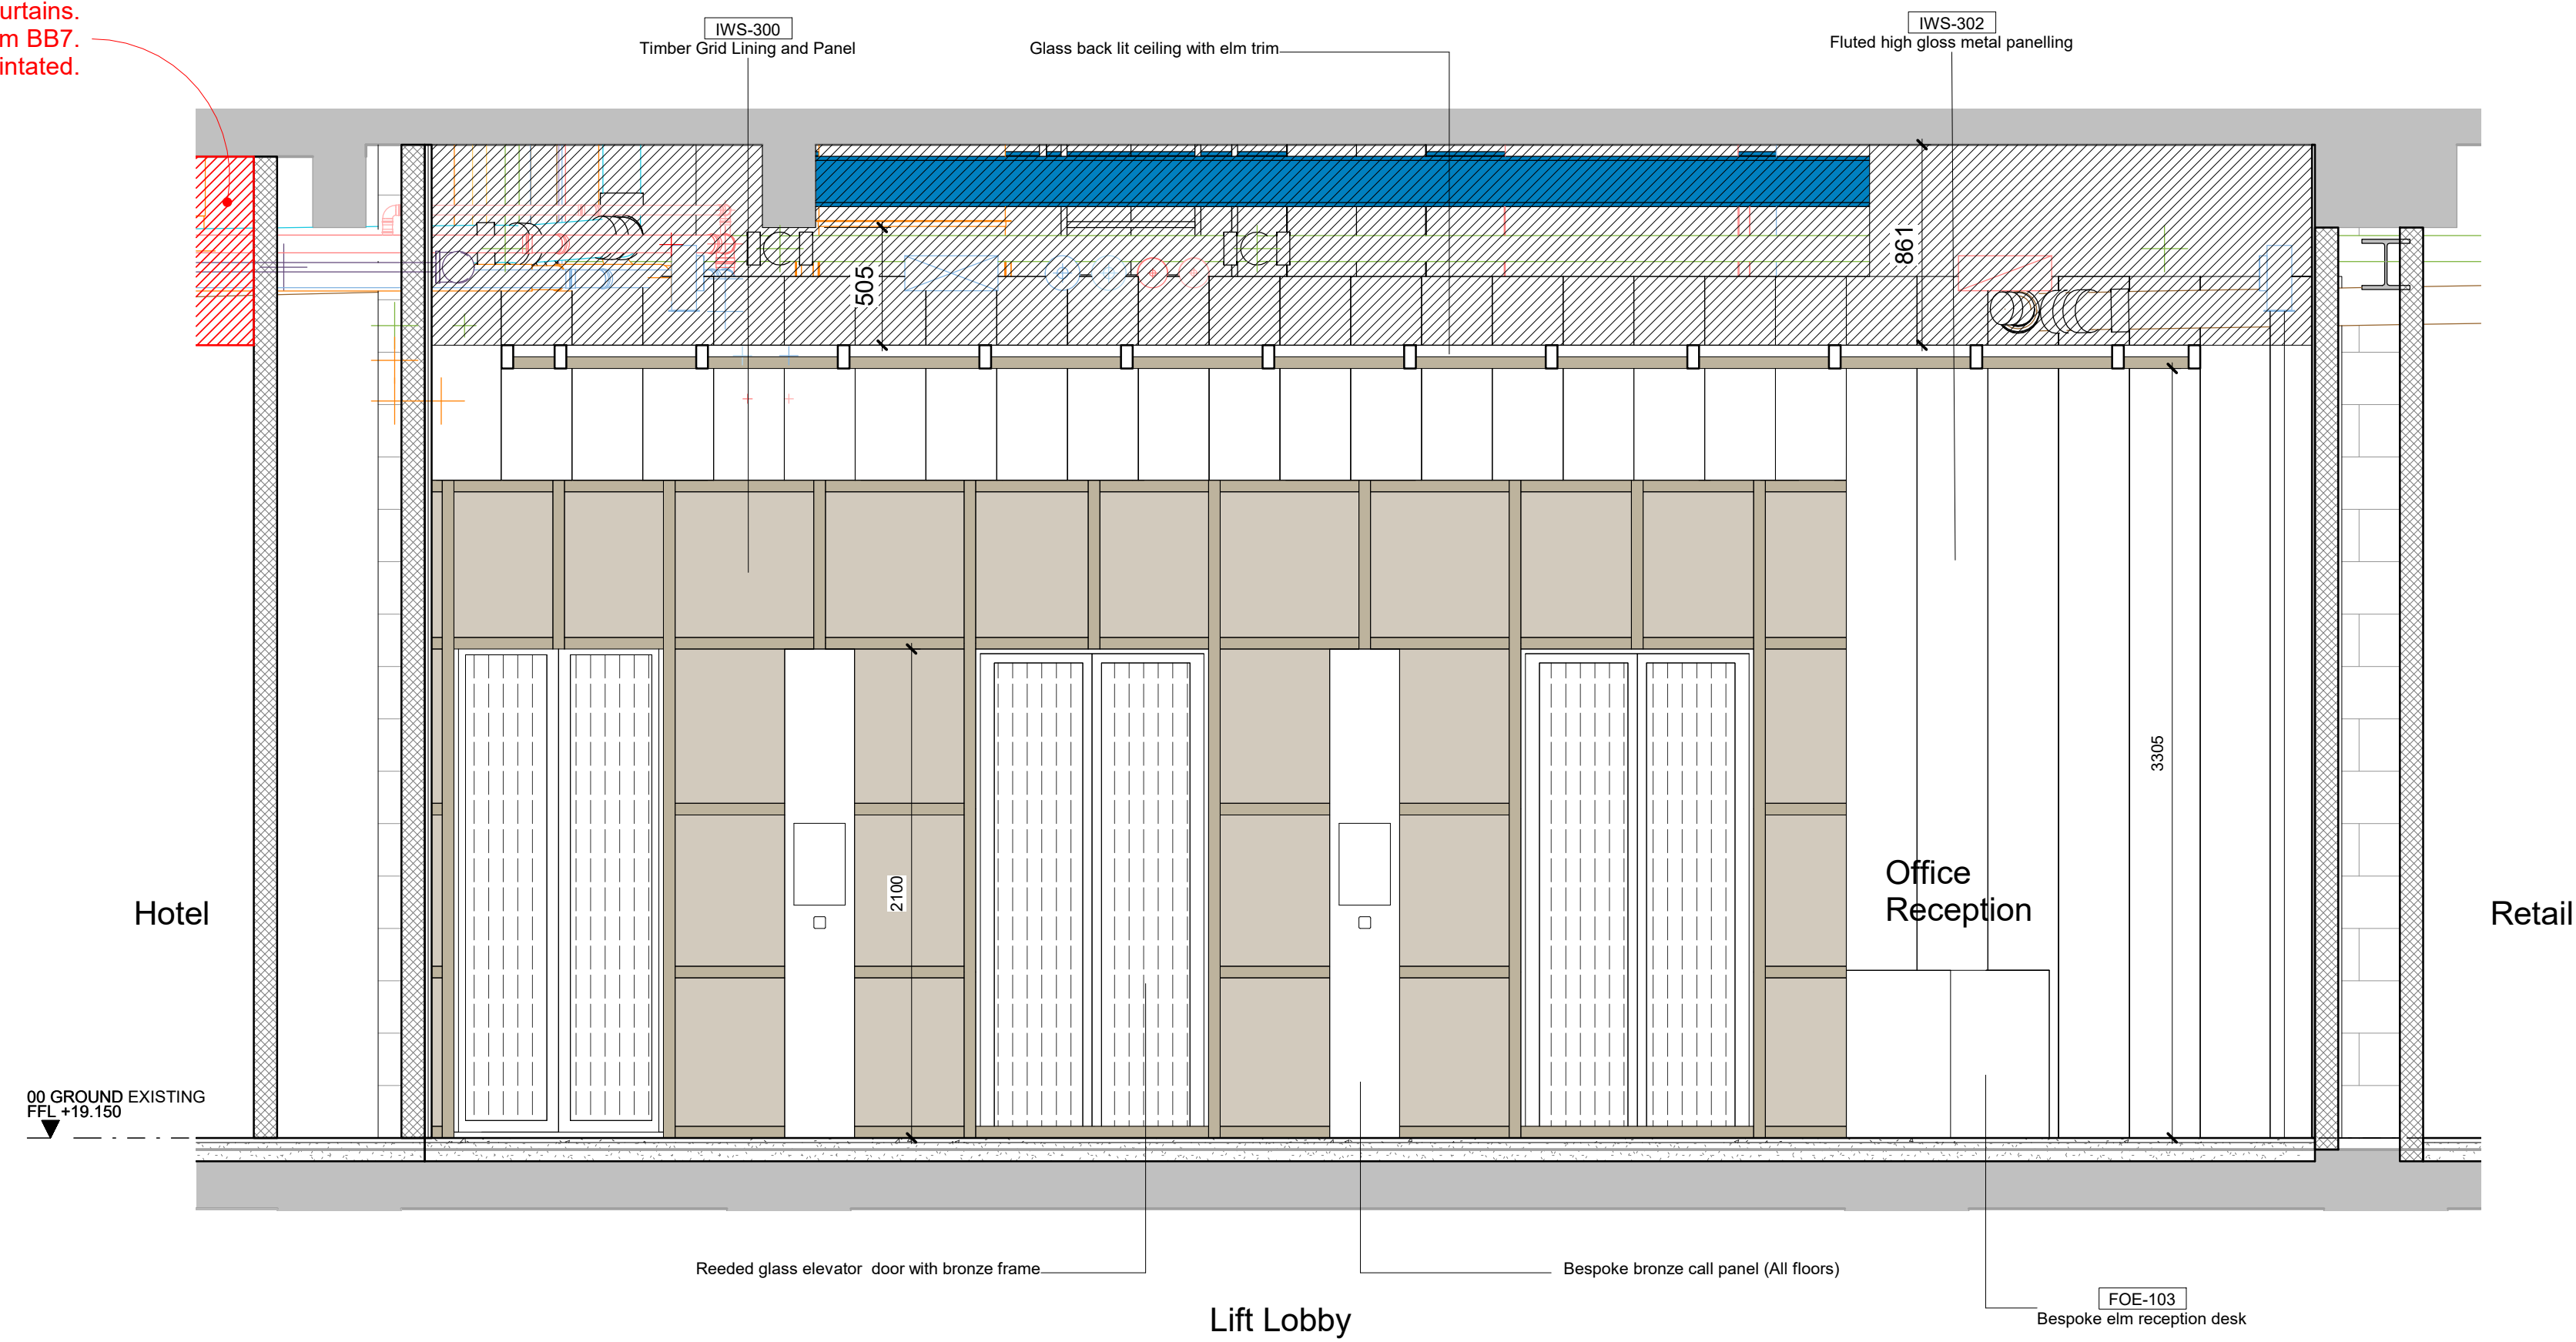 urtains.
m BB7.
intated.
IWS-300
Timber Grid Lining and Panel
Glass back lit ceiling with elm trim
IWS-302
Fluted high gloss metal panelling
505
861
3305
2100
Office
Reception
Hotel
Retail
00 GROUND EXISTING
FFL +19.150
Reeded glass elevator door with bronze frame
Bespoke bronze call panel (All floors)
FOE-103
Bespoke elm reception desk
Lift Lobby